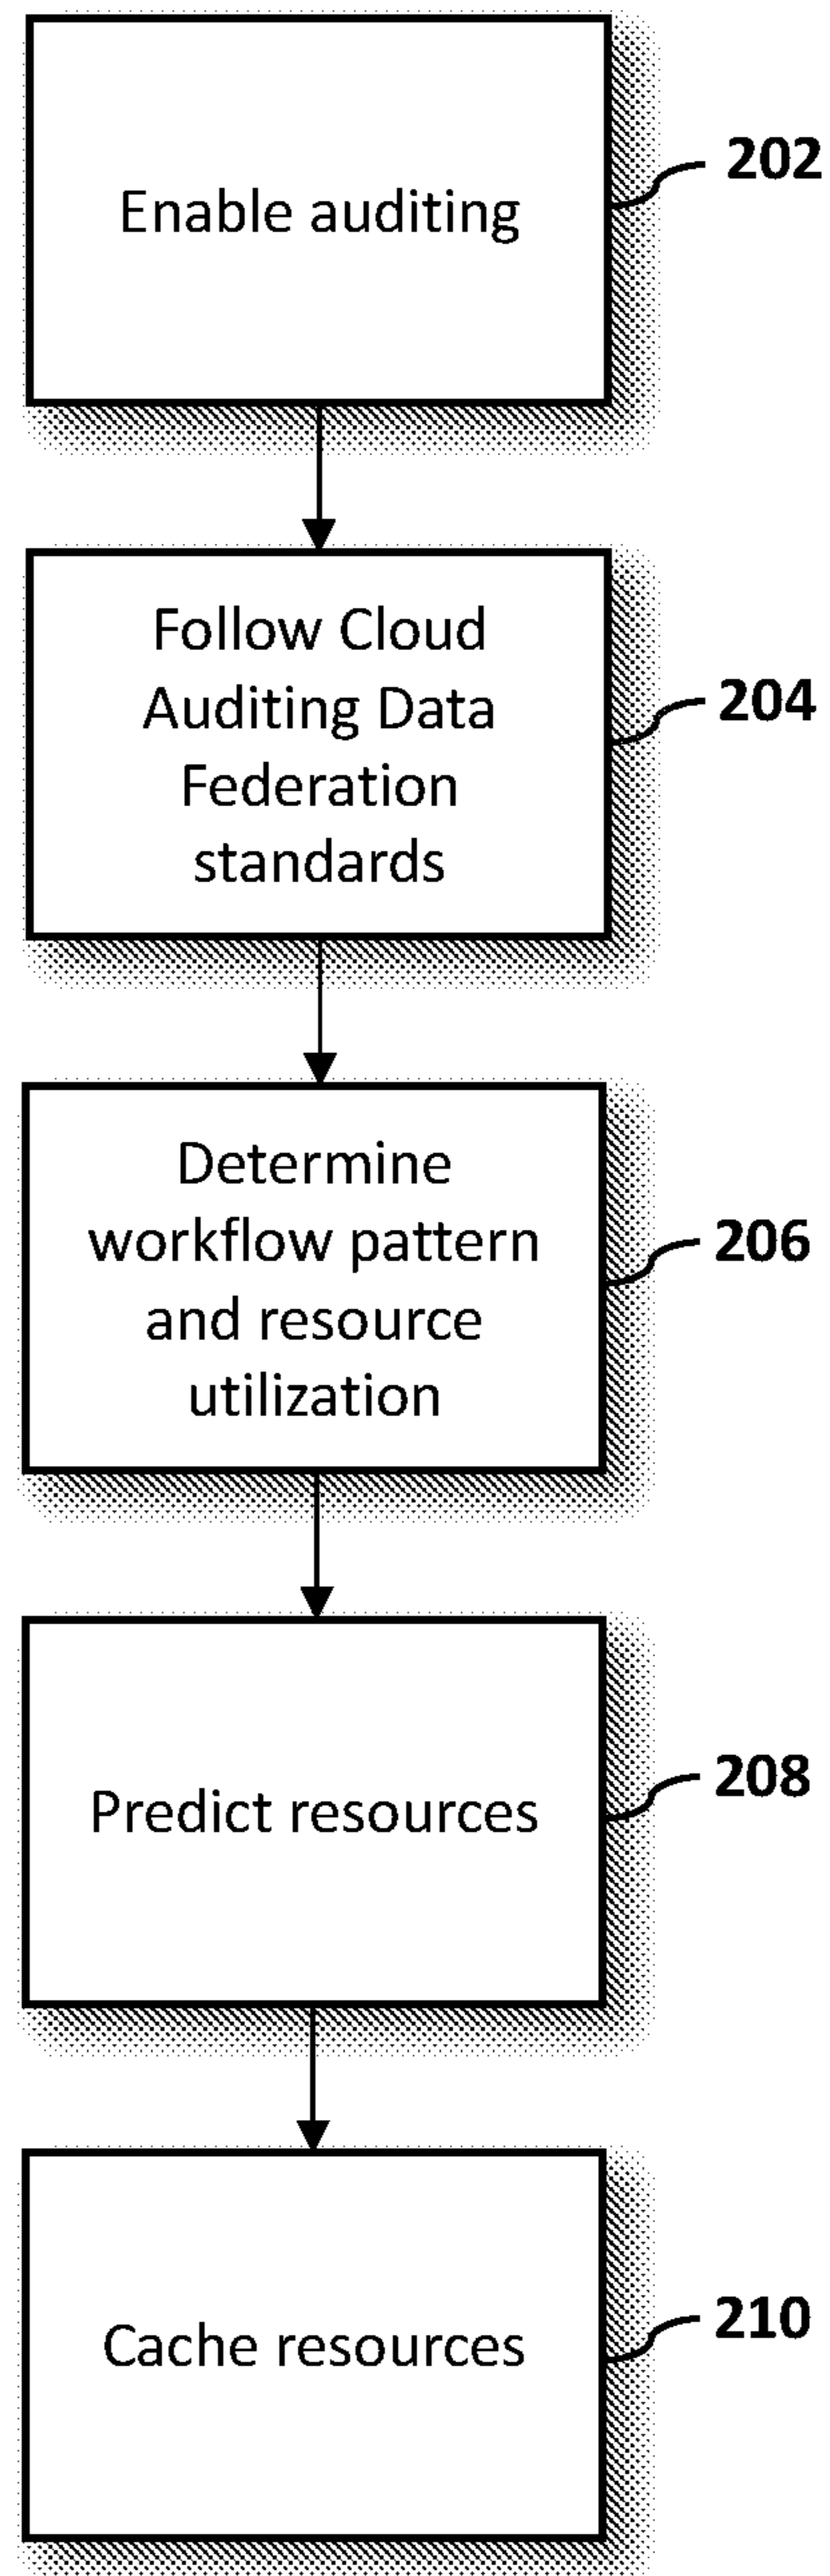 Enable auditing
202
Follow Cloud
Auditing Data
Federation
standards
204
Determine
workflow pattern
and resource
utilization
206
Predict resources
208
Cache resources
210